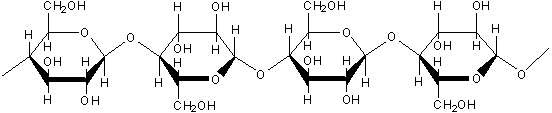 CH₂OH OH CH₂OH OH
H H
H H O H O OH H H H H O H O OH H H
OH H H OH H H
H H H O O H H H O O
OH H OH H
CH₂OH CH₂OH